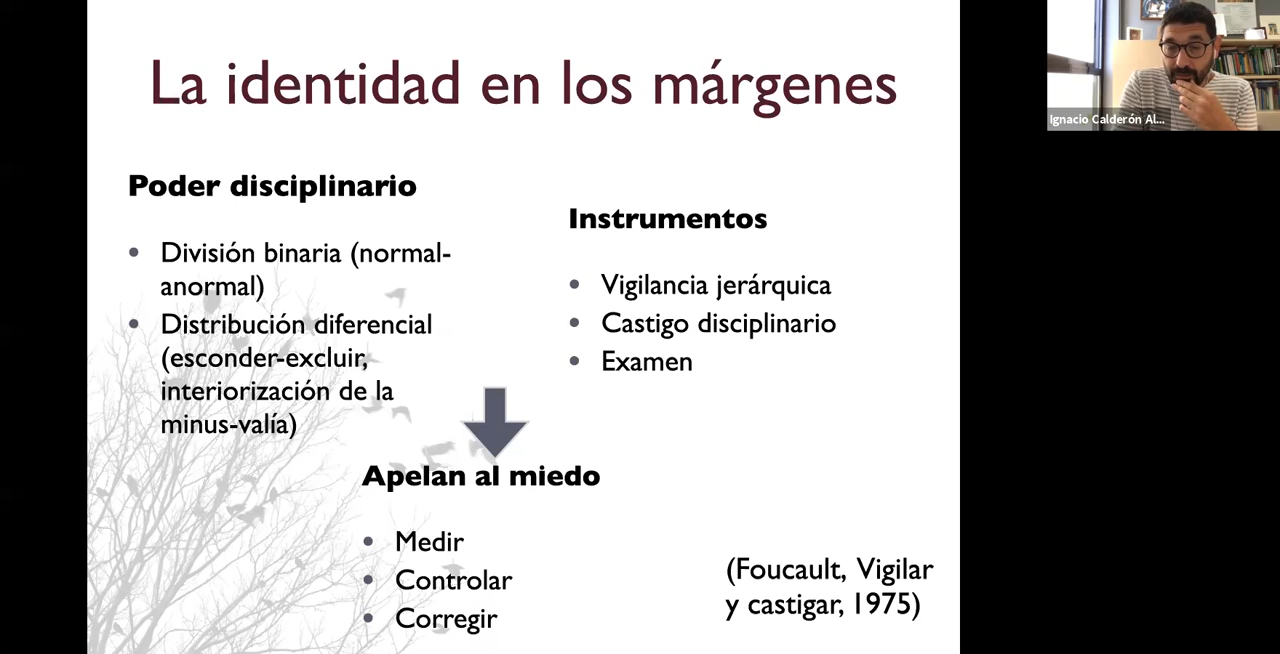 La identidad en los márgenes
Poder disciplinario
• División binaria (normal-
anormal)
• Distribución diferencial
(esconder-excluir,
interiorización de la
minus-valía)
Instrumentos
• Vigilancia jerárquica
• Castigo disciplinario
• Examen
Apelan al miedo
• Medir
• Controlar
• Corregir
(Foucault, Vigilar
y castigar, 1975)
Ignacio Calderón Al...